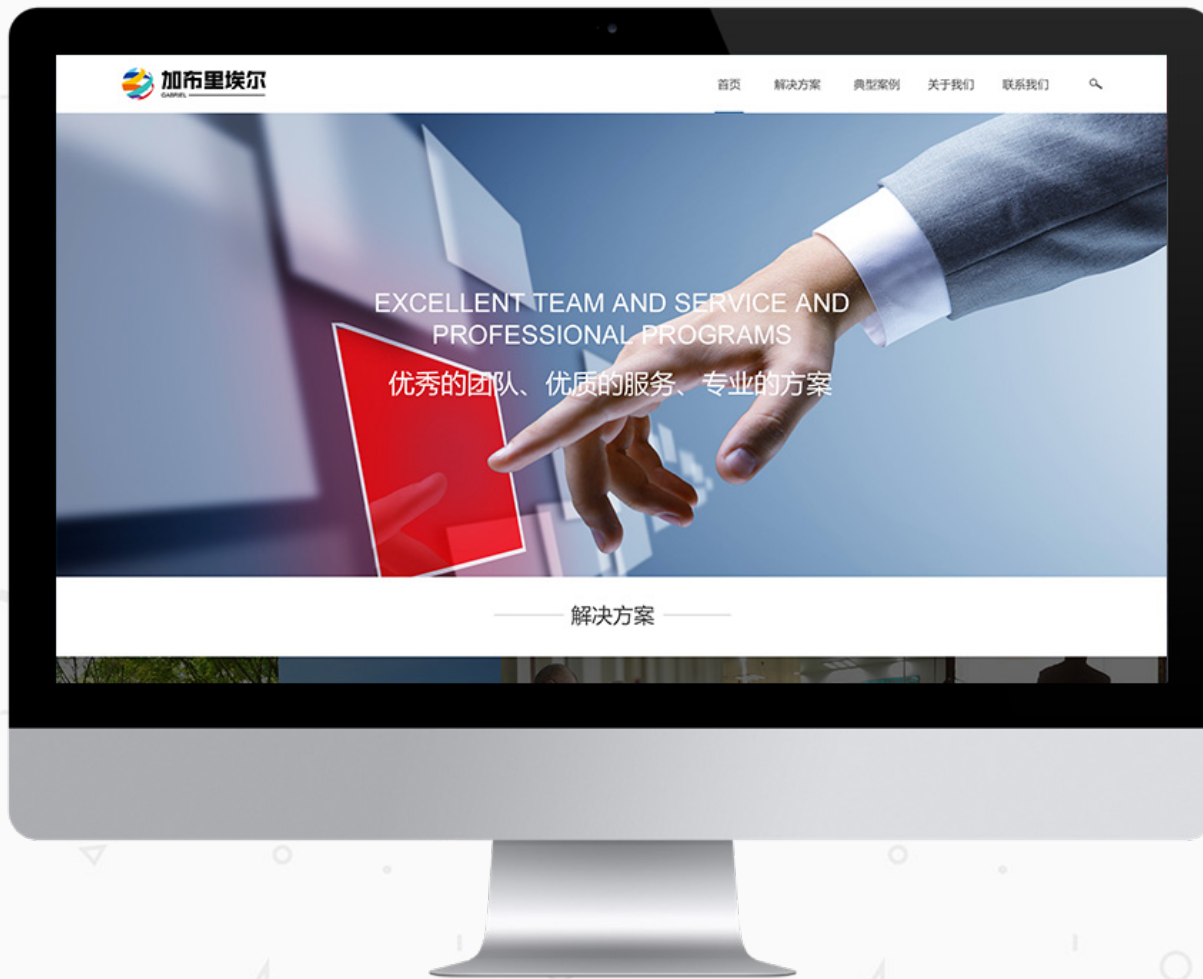 加布里埃尔
GABRIEL
首页
解决方案
典型案例
关于我们
联系我们
EXCELLENT TEAM AND SERVICE AND
PROFESSIONAL PROGRAMS
优秀的团队、优质的服务、专业的方案
解决方案